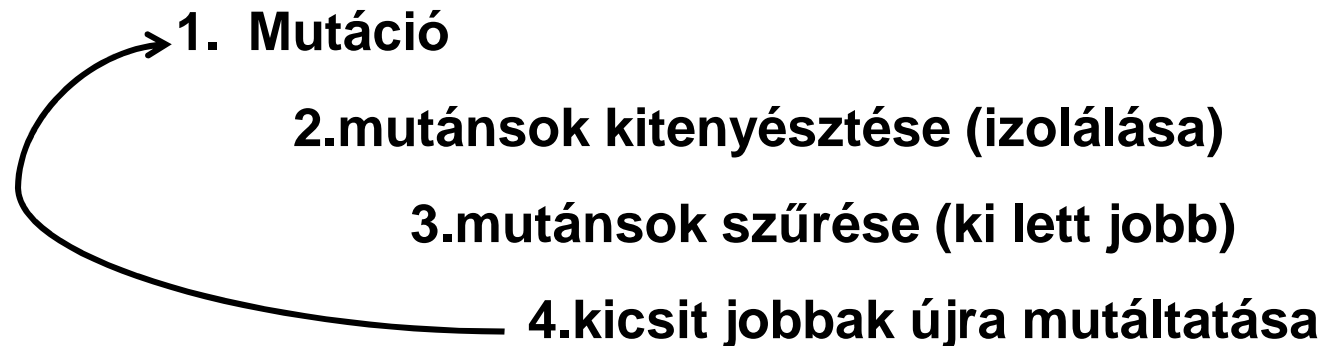 1. Mutáció
2.mutánsok kitenyésztése (izolálása)
3.mutánsok szűrése (ki lett jobb)
4.kicsit jobbak újra mutáltatása